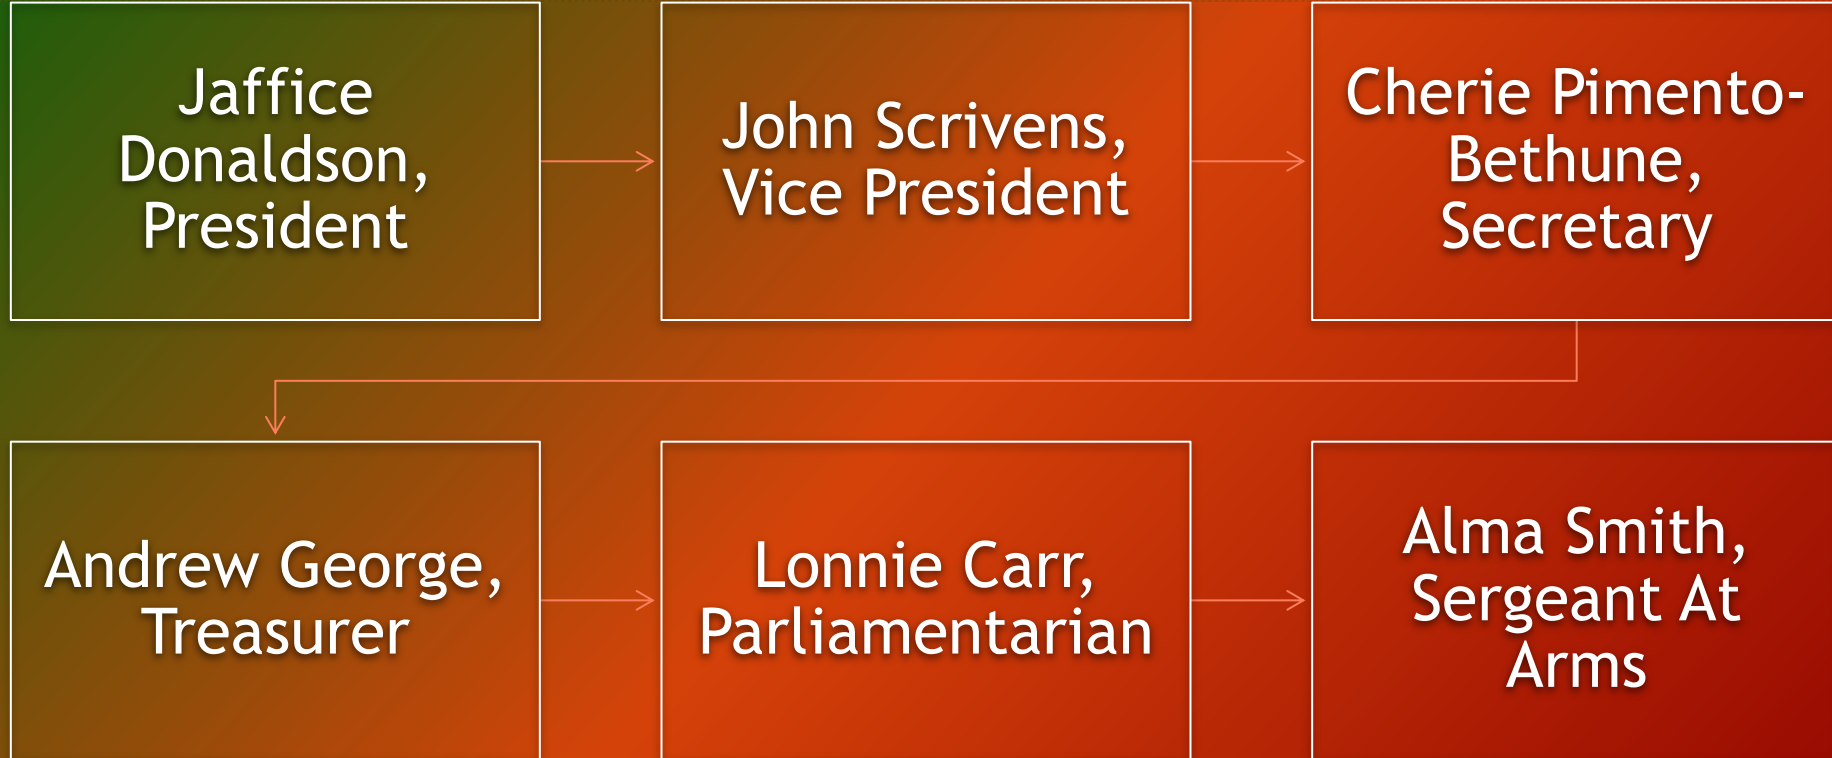 Jaffice
Donaldson,
President
John Scrivens,
Vice President
Cherie Pimento-
Bethune,
Secretary
Andrew George,
Treasurer
Lonnie Carr,
Parliamentarian
Alma Smith,
Sergeant At
Arms